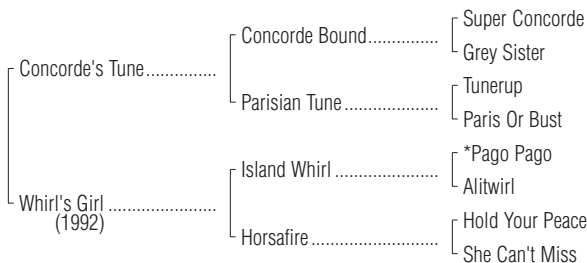 Super Concorde
Concorde Bound...............
Grey Sister
Concorde's Tune..............
Tunerup
Parisian Tune ..................
Paris Or Bust
*Pago Pago
Island Whirl .....................
Alitwirl
Whirl's Girl ......................
(1992)
Hold Your Peace
Horsafire..........................
She Can't Miss